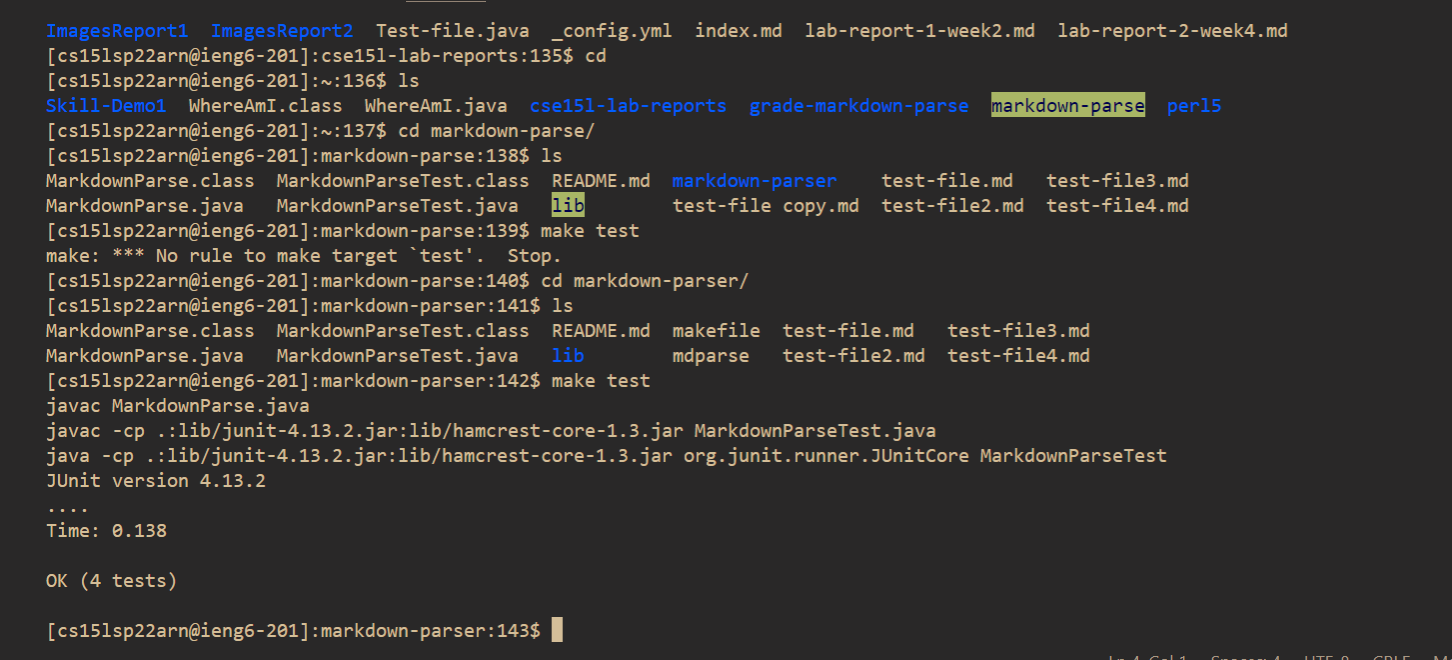 ImagesReport1  ImagesReport2  Test-file.java  _config.yml  index.md  lab-report-1-week2.md  lab-report-2-week4.md
[cs15lsp22arn@ieng6-201]:cse15l-lab-reports:135$ cd
[cs15lsp22arn@ieng6-201]:~:136$ ls
Skill-Demo1  WhereAmI.class  WhereAmI.java  cse15l-lab-reports  grade-markdown-parse  markdown-parse  perl5
[cs15lsp22arn@ieng6-201]:~:137$ cd markdown-parse/
[cs15lsp22arn@ieng6-201]:markdown-parse:138$ ls
MarkdownParse.class  MarkdownParseTest.class  README.md  markdown-parser    test-file.md   test-file3.md
MarkdownParse.java   MarkdownParseTest.java   lib        test-file copy.md  test-file2.md  test-file4.md
[cs15lsp22arn@ieng6-201]:markdown-parse:139$ make test
make: *** No rule to make target `test'.  Stop.
[cs15lsp22arn@ieng6-201]:markdown-parse:140$ cd markdown-parser/
[cs15lsp22arn@ieng6-201]:markdown-parser:141$ ls
MarkdownParse.class  MarkdownParseTest.class  README.md  makefile  test-file.md   test-file3.md
MarkdownParse.java   MarkdownParseTest.java   lib        mdparse   test-file2.md  test-file4.md
[cs15lsp22arn@ieng6-201]:markdown-parser:142$ make test
javac MarkdownParse.java
javac -cp .:lib/junit-4.13.2.jar:lib/hamcrest-core-1.3.jar MarkdownParseTest.java
java -cp .:lib/junit-4.13.2.jar:lib/hamcrest-core-1.3.jar org.junit.runner.JUnitCore MarkdownParseTest
JUnit version 4.13.2
....
Time: 0.138
OK (4 tests)
[cs15lsp22arn@ieng6-201]:markdown-parser:143$